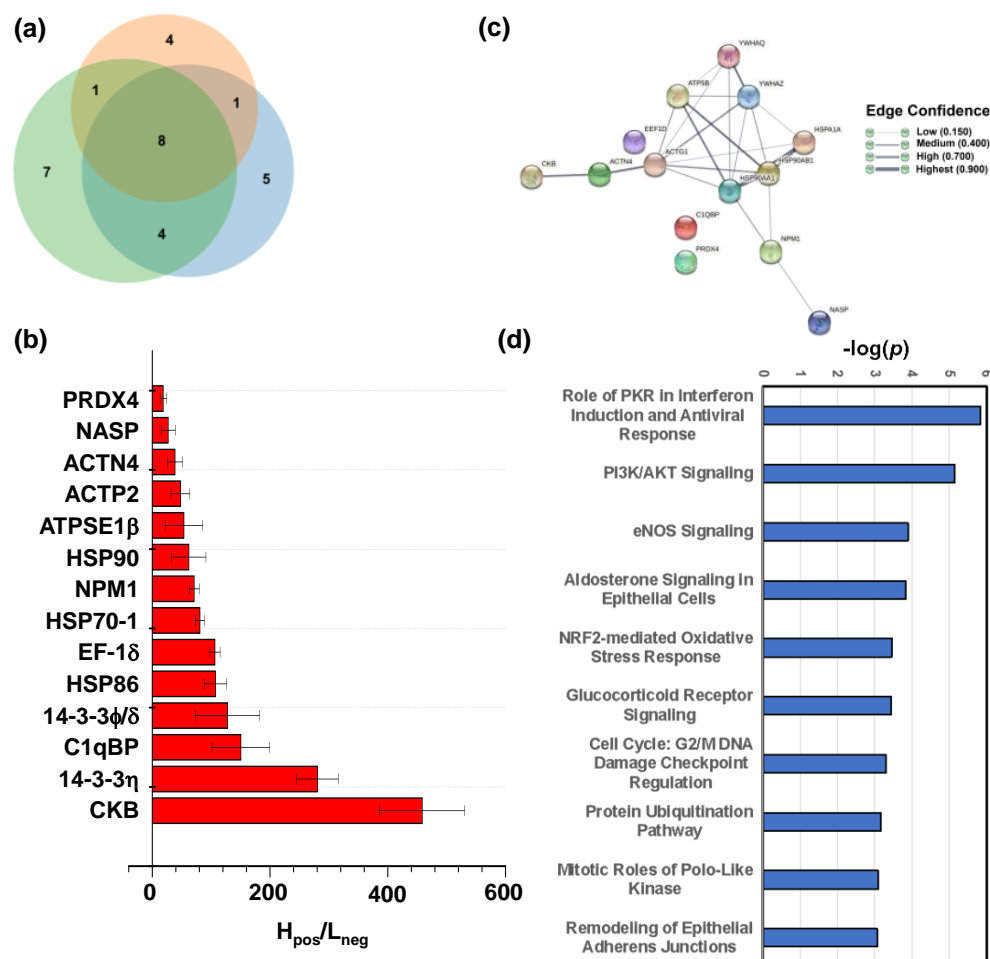 (a)
4
1
1
8
7
5
4
(b)
PRDX4
NASP
ACTN4
ACTP2
ATPSE1β
HSP90
NPM1
HSP70-1
EF-1δ
HSP86
14-3-3ϕ/δ
C1qBP
14-3-3η
CKB
0 200 400 600
Hpos/Lneg
(c)
YWHAQ
ATP5B
YWHAZ
EEF1D
HSPA1A
ACTG1
HSP90AB1
CKB
ACTN4
HSP90AA1
C1QBP
NPM1
PRDX4
NASP
Edge Confidence
Low (0.150)
Medium (0.400)
High (0.700)
Highest (0.900)
(d)
-log(p)
0 1 2 3 4 5 6
Role of PKR in Interferon
Induction and Antiviral
Response
PI3K/AKT Signaling
eNOS Signaling
Aldosterone Signaling in
Epithelial Cells
NRF2-mediated Oxidative
Stress Response
Glucocorticoid Receptor
Signaling
Cell Cycle: G2/M DNA
Damage Checkpoint
Regulation
Protein Ubiquitination
Pathway
Mitotic Roles of Polo-Like
Kinase
Remodeling of Epithelial
Adherens Junctions